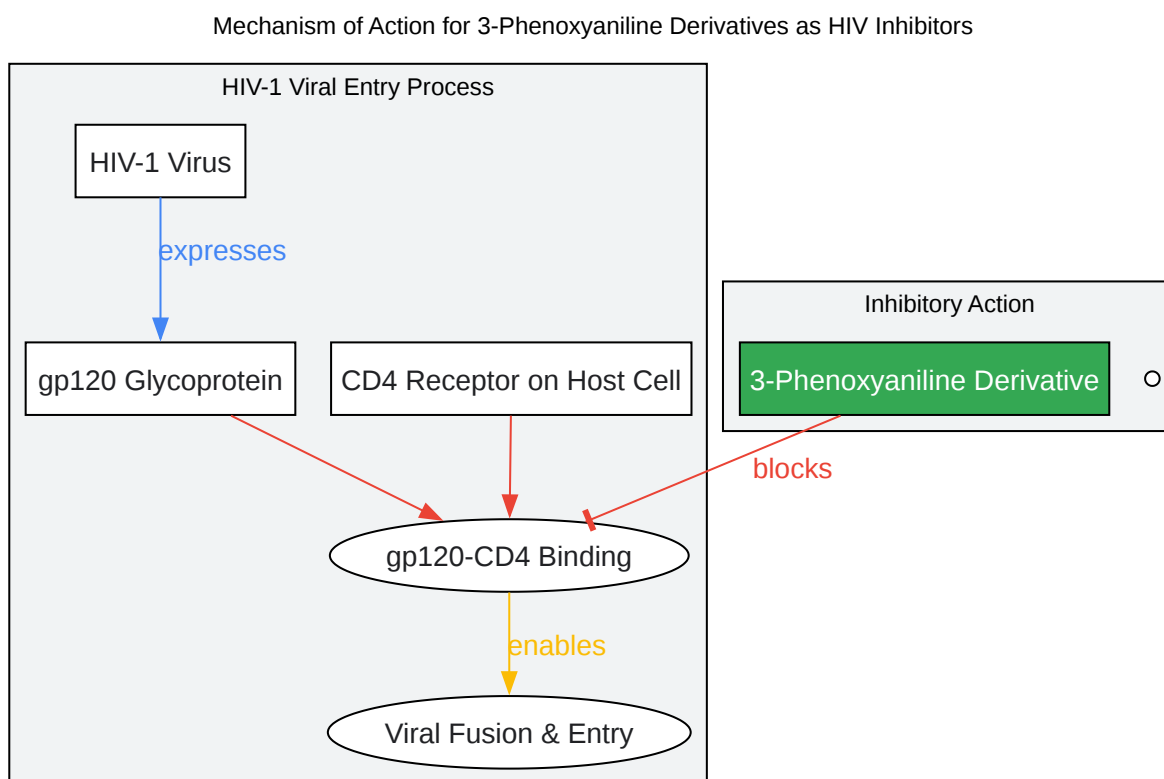 Mechanism of Action for 3-Phenoxyaniline Derivatives as HIV Inhibitors
HIV-1 Viral Entry Process
HIV-1 Virus
expresses
Inhibitory Action
gp120 Glycoprotein
CD4 Receptor on Host Cell
3-Phenoxyaniline Derivative
blocks
gp120-CD4 Binding
enables
Viral Fusion & Entry